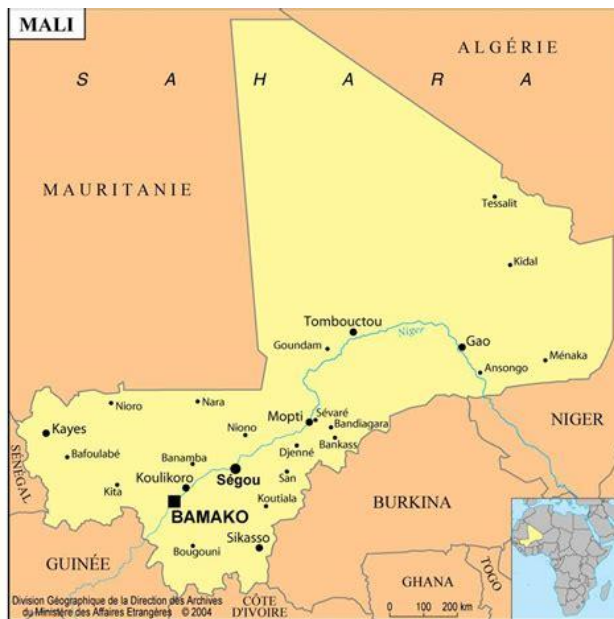 MALI
ALGÉRIE
S A H A R A
MAURITANIE
Tessalit
Kidal
Tombouctou
Niger
Goundam
Gao
Ansongo
Ménaka
Nioro
Nara
Mopti
Sévaré
Bandiagara
Kayes
Niono
Bankass
NIGER
SÉNÉGAL
Bafoulabé
Banamba
Djenné
Ségou
San
Koulikoro
Kita
Koutiala
BAMAKO
BURKINA
Bougouni
Sikasso
GUINÉE
GHANA
TOGO
CÔTE
D'IVOIRE
Division Géographique de la Direction des Archives
du Ministère des Affaires Etrangères © 2004
0 100 200 km